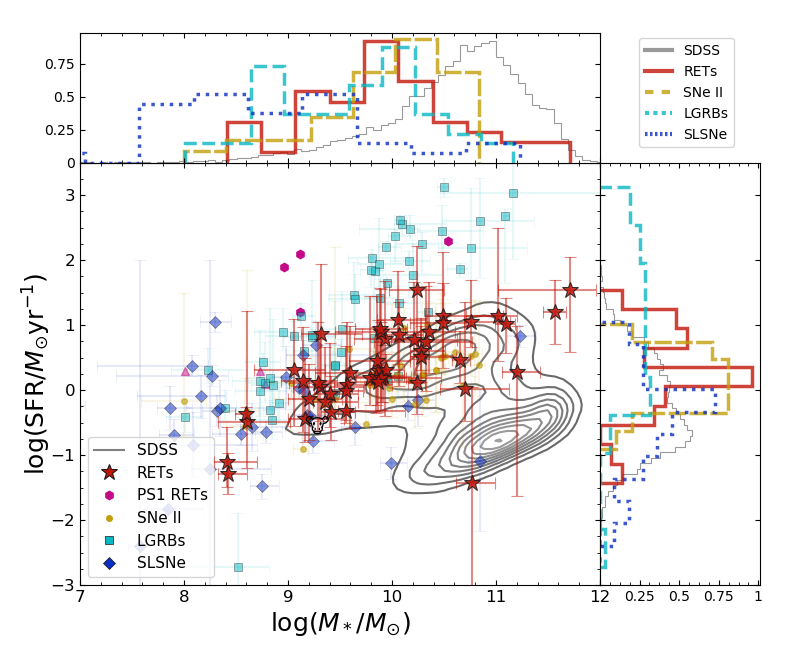 0.75
0.5
0.25
0
SDSS
RETs
SNe II
LGRBs
SLSNe
3
2
1
0
−1
−2
−3
log(SFR/M⊙yr⁻¹)
SDSS
RETs
PS1 RETs
SNe II
LGRBs
SLSNe
7 8 9 10 11 12
0.25 0.5 0.75 1
log(M*/M⊙)